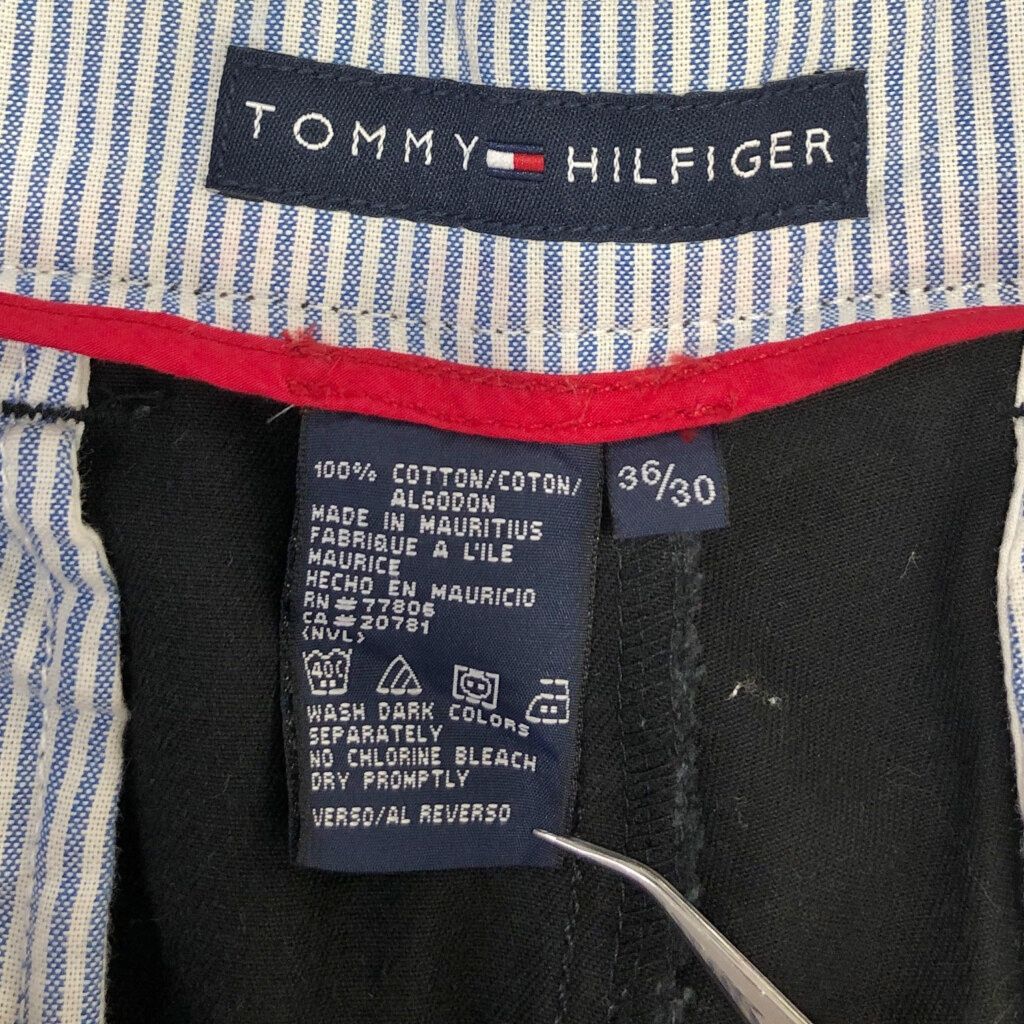 TOMMY HILFIGER
100% COTTON/COTON/
ALGODON
36/30
MADE IN MAURITIUS
FABRIQUE A L'ILE
MAURICE
HECHO EN MAURICIO
RN#77806
CA#20781
(NVL)
40C
WASH DARK COLORS
SEPARATELY
NO CHLORINE BLEACH
DRY PROMPTLY
VERSO/AL REVERSO